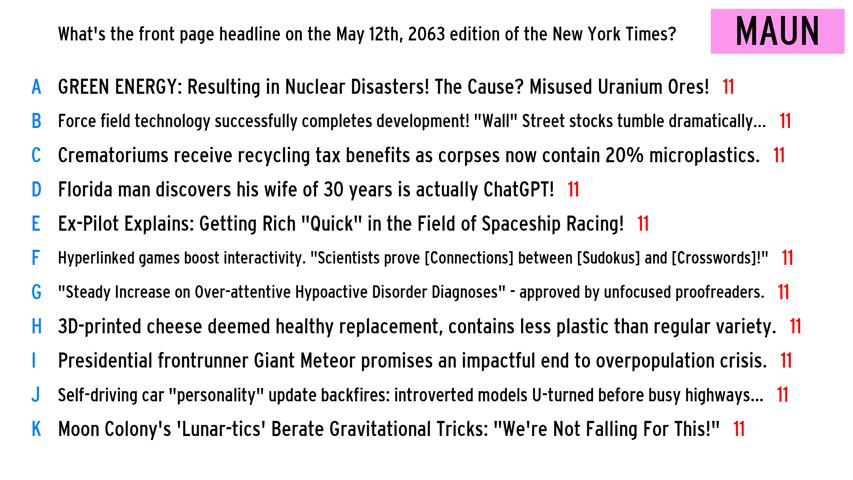 What's the front page headline on the May 12th, 2063 edition of the New York Times?
MAUN
A GREEN ENERGY: Resulting in Nuclear Disasters! The Cause? Misused Uranium Ores! 11
B Force field technology successfully completes development! "Wall" Street stocks tumble dramatically... 11
C Crematoriums receive recycling tax benefits as corpses now contain 20% microplastics. 11
D Florida man discovers his wife of 30 years is actually ChatGPT! 11
E Ex-Pilot Explains: Getting Rich "Quick" in the Field of Spaceship Racing! 11
F Hyperlinked games boost interactivity. "Scientists prove [Connections] between [Sudokus] and [Crosswords]!" 11
G "Steady Increase on Over-attentive Hypoactive Disorder Diagnoses" - approved by unfocused proofreaders. 11
H 3D-printed cheese deemed healthy replacement, contains less plastic than regular variety. 11
I Presidential frontrunner Giant Meteor promises an impactful end to overpopulation crisis. 11
J Self-driving car "personality" update backfires: introverted models U-turned before busy highways... 11
K Moon Colony's 'Lunar-tics' Berate Gravitational Tricks: "We're Not Falling For This!" 11